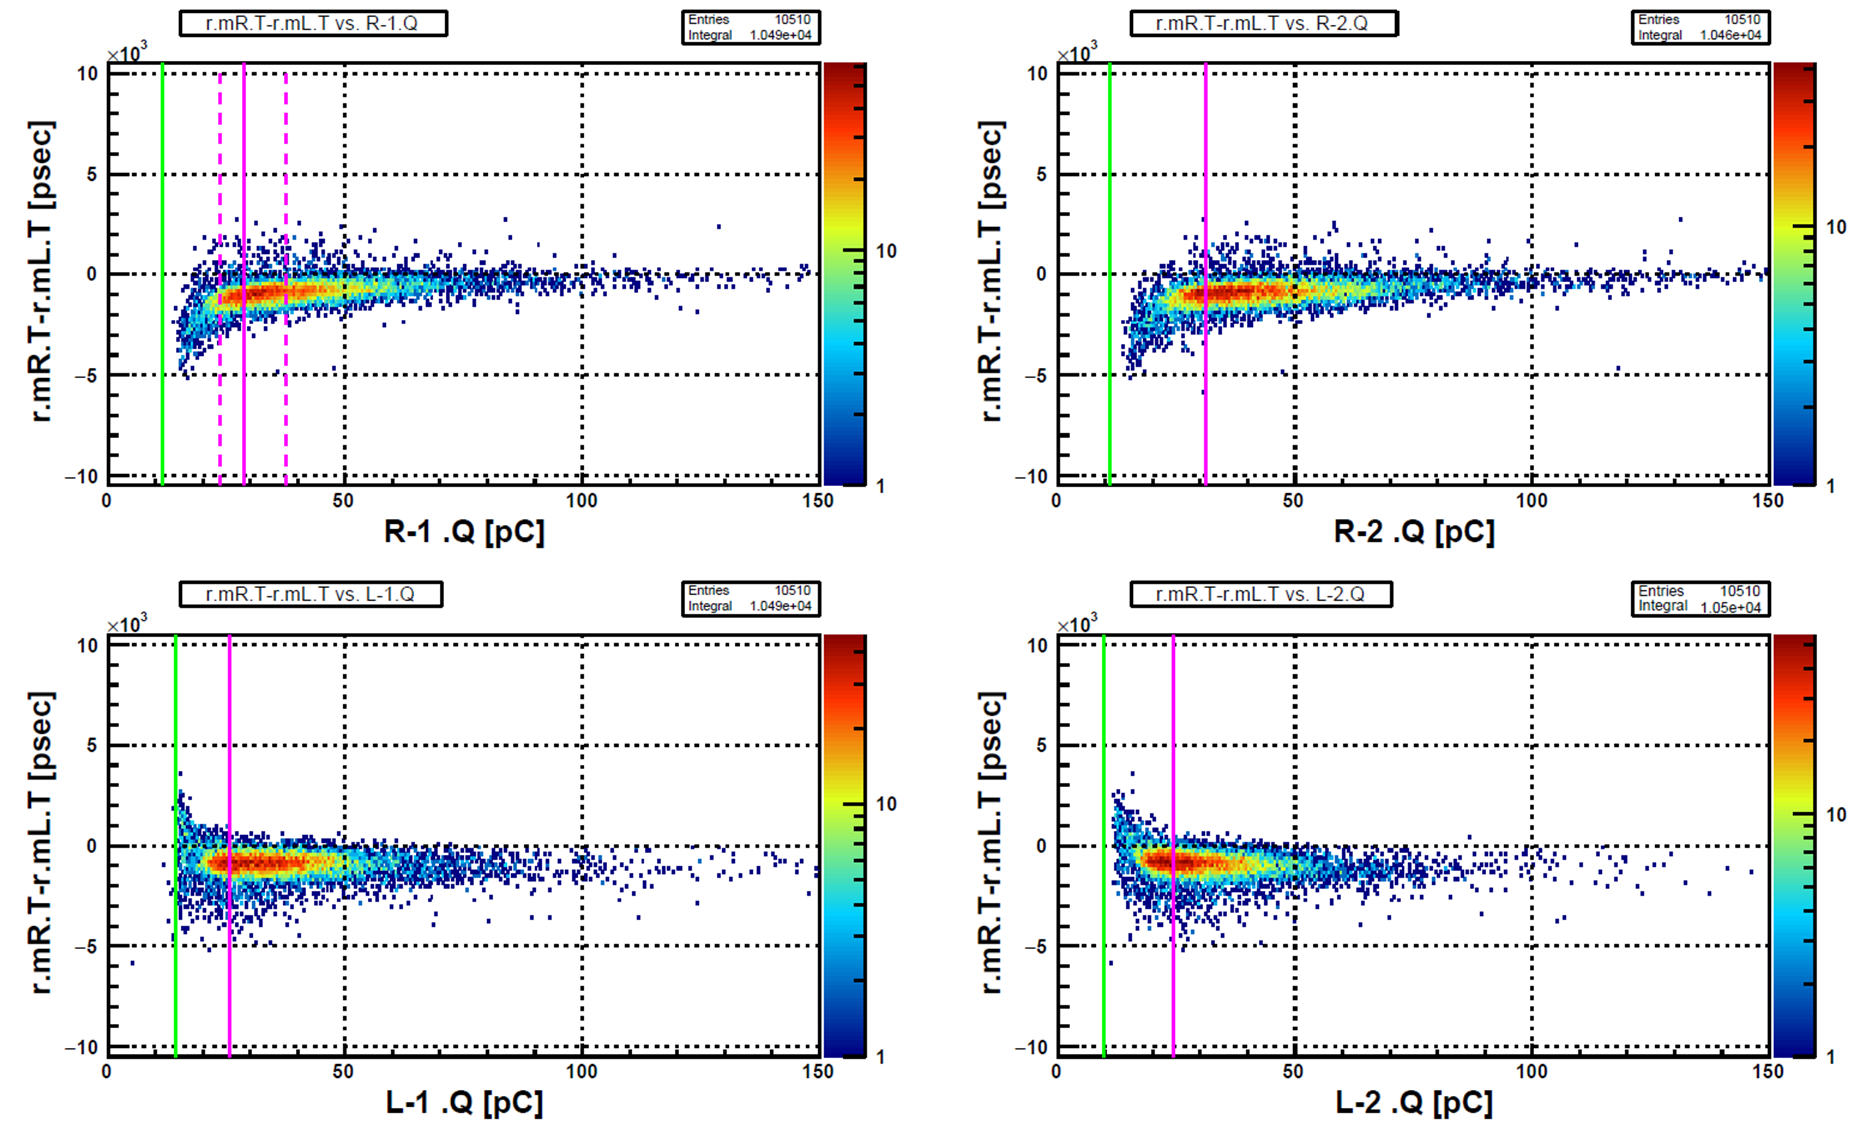 r.mR.T-r.mL.T vs. R-1.Q
Entries 10510
Integral 1.049e+04
×10³
10
5
0
−5
−10
r.mR.T-r.mL.T [psec]
0 50 100 150
R-1 .Q [pC]
10
1
r.mR.T-r.mL.T vs. R-2.Q
Entries 10510
Integral 1.046e+04
×10³
10
5
0
−5
−10
r.mR.T-r.mL.T [psec]
0 50 100 150
R-2 .Q [pC]
10
1
r.mR.T-r.mL.T vs. L-1.Q
Entries 10510
Integral 1.049e+04
×10³
10
5
0
−5
−10
r.mR.T-r.mL.T [psec]
0 50 100 150
L-1 .Q [pC]
10
1
r.mR.T-r.mL.T vs. L-2.Q
Entries 10510
Integral 1.05e+04
×10³
10
5
0
−5
−10
r.mR.T-r.mL.T [psec]
0 50 100 150
L-2 .Q [pC]
10
1